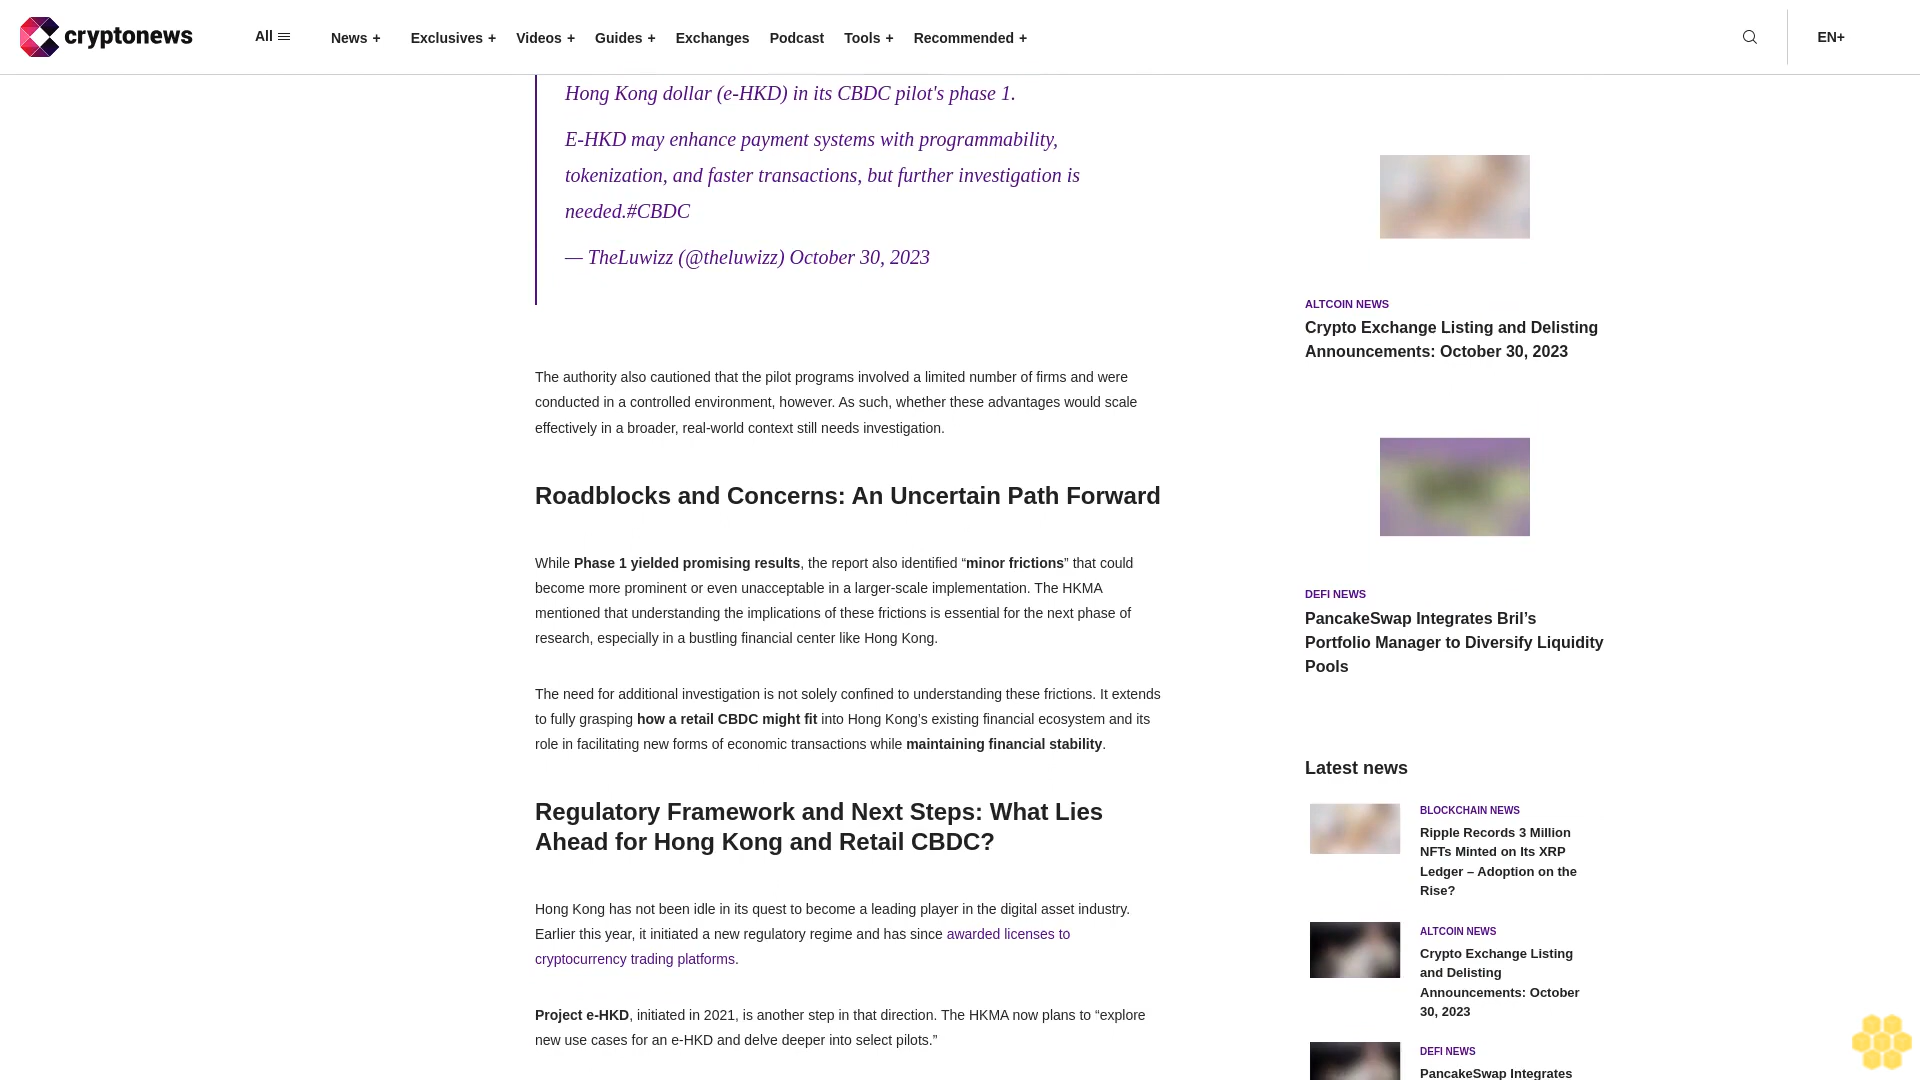 cryptonews
All
News +
Exclusives +
Videos +
Guides +
Exchanges
Podcast
Tools +
Recommended +
EN+
Hong Kong dollar (e-HKD) in its CBDC pilot's phase 1.
E-HKD may enhance payment systems with programmability,
tokenization, and faster transactions, but further investigation is
needed.#CBDC
— TheLuwizz (@theluwizz) October 30, 2023
The authority also cautioned that the pilot programs involved a limited number of firms and were
conducted in a controlled environment, however. As such, whether these advantages would scale
effectively in a broader, real-world context still needs investigation.
Roadblocks and Concerns: An Uncertain Path Forward
While Phase 1 yielded promising results, the report also identified “minor frictions” that could
become more prominent or even unacceptable in a larger-scale implementation. The HKMA
mentioned that understanding the implications of these frictions is essential for the next phase of
research, especially in a bustling financial center like Hong Kong.
The need for additional investigation is not solely confined to understanding these frictions. It extends
to fully grasping how a retail CBDC might fit into Hong Kong’s existing financial ecosystem and its
role in facilitating new forms of economic transactions while maintaining financial stability.
Regulatory Framework and Next Steps: What Lies
Ahead for Hong Kong and Retail CBDC?
Hong Kong has not been idle in its quest to become a leading player in the digital asset industry.
Earlier this year, it initiated a new regulatory regime and has since awarded licenses to
cryptocurrency trading platforms.
Project e-HKD, initiated in 2021, is another step in that direction. The HKMA now plans to “explore
new use cases for an e-HKD and delve deeper into select pilots.”
ALTCOIN NEWS
Crypto Exchange Listing and Delisting
Announcements: October 30, 2023
DEFI NEWS
PancakeSwap Integrates Bril’s
Portfolio Manager to Diversify Liquidity
Pools
Latest news
BLOCKCHAIN NEWS
Ripple Records 3 Million
NFTs Minted on Its XRP
Ledger – Adoption on the
Rise?
ALTCOIN NEWS
Crypto Exchange Listing
and Delisting
Announcements: October
30, 2023
DEFI NEWS
PancakeSwap Integrates